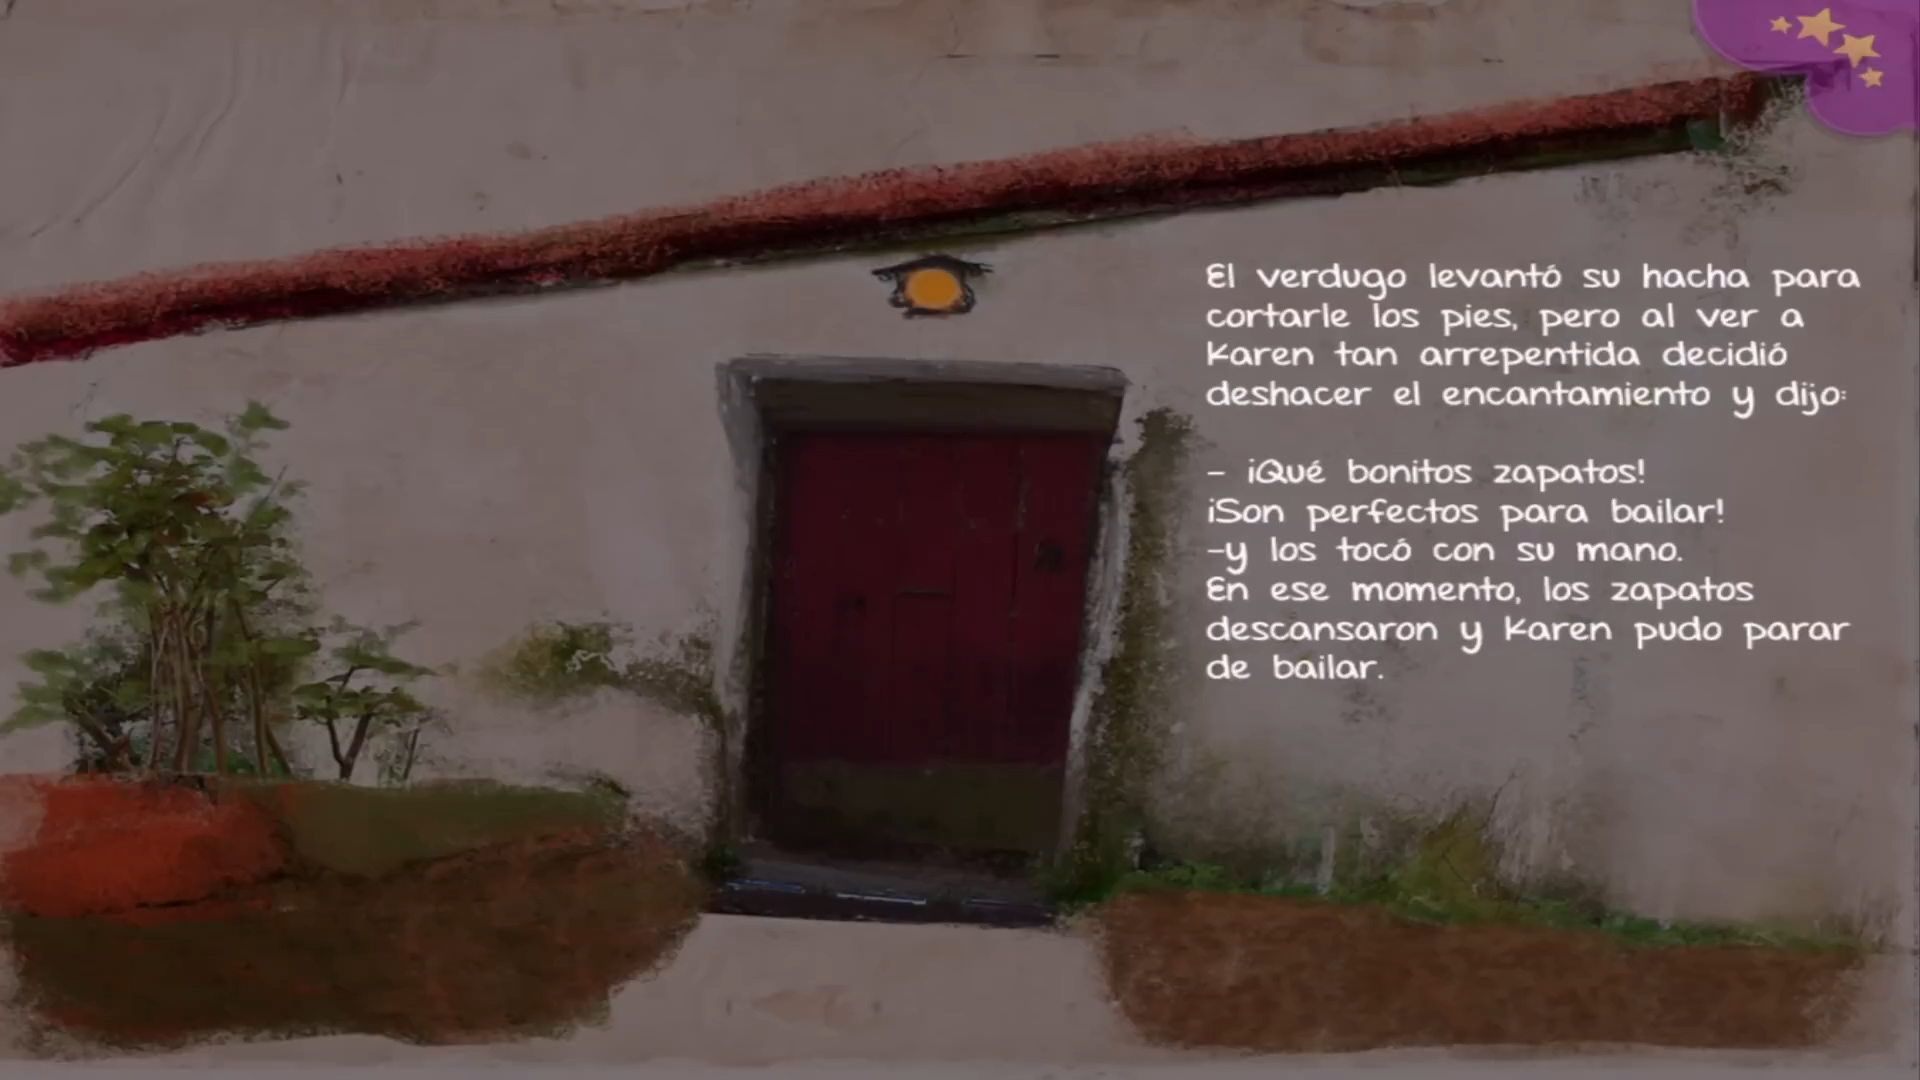 El verdugo levantó su hacha para
cortarle los pies, pero al ver a
Karen tan arrepentida decidió
deshacer el encantamiento y dijo:
- ¡Qué bonitos zapatos!
¡Son perfectos para bailar!
-y los tocó con su mano.
En ese momento, los zapatos
descansaron y Karen pudo parar
de bailar.